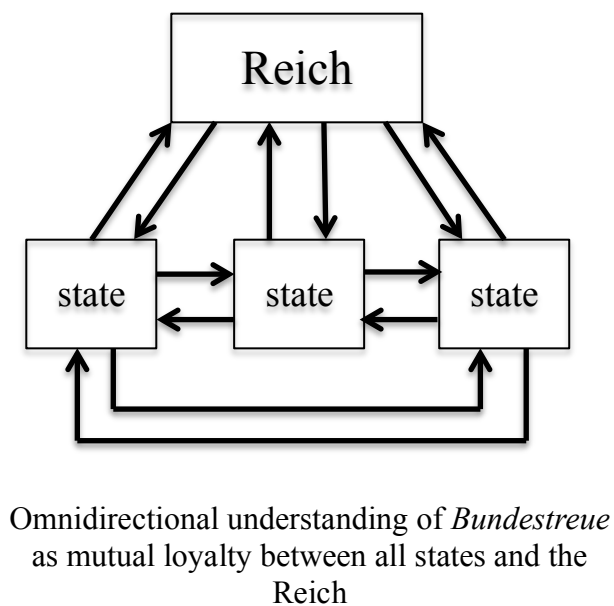 Reich
state state state
Omnidirectional understanding of Bundestreue
as mutual loyalty between all states and the
Reich